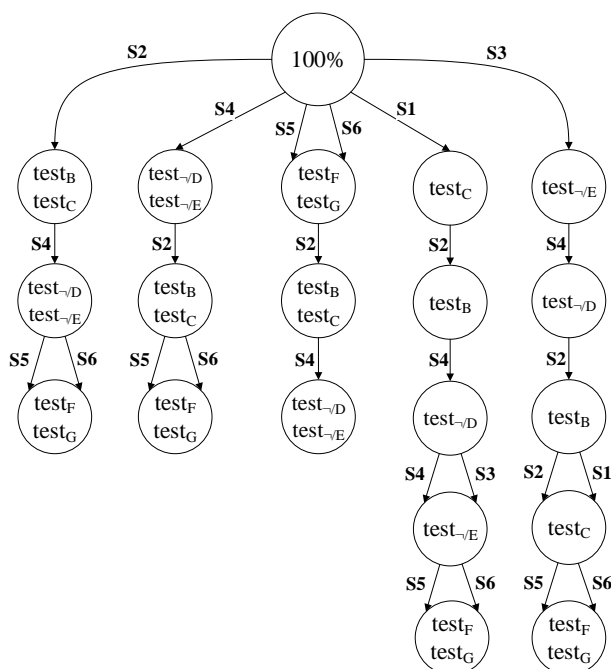 100%
S2
S4
S5
S6
S1
S3
test_B
test_C
test_¬/D
test_¬/E
test_F
test_G
test_C
test_¬/E
S4
S2
S2
S2
S4
test_¬/D
test_¬/E
test_B
test_C
test_B
test_C
test_B
test_¬/D
S5
S6
S5
S6
S4
S4
S2
test_F
test_G
test_F
test_G
test_¬/D
test_¬/E
test_¬/D
test_B
S4
S3
S2
S1
test_¬/E
test_C
S5
S6
S5
S6
test_F
test_G
test_F
test_G